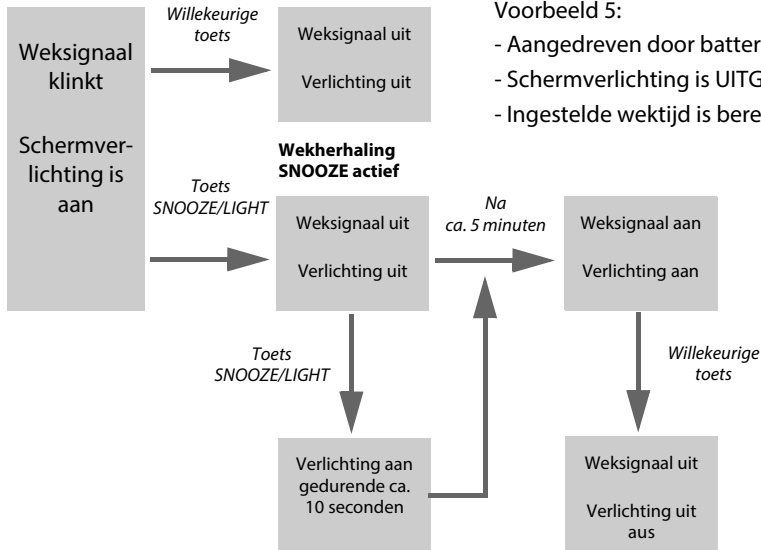 Weksignaal
klinkt
Schermver-
lichting is
aan
Willekeurige
toets
Weksignaal uit
Verlichting uit
Voorbeeld 5:
- Aangedreven door batter
- Schermverlichting is UITG
- Ingestelde wektijd is bere
Toets
SNOOZE/LIGHT
Wekherhaling
SNOOZE actief
Weksignaal uit
Verlichting uit
Na
ca. 5 minuten
Weksignaal aan
Verlichting aan
Toets
SNOOZE/LIGHT
Verlichting aan
gedurende ca.
10 seconden
Willekeurige
toets
Weksignaal uit
Verlichting uit
aus